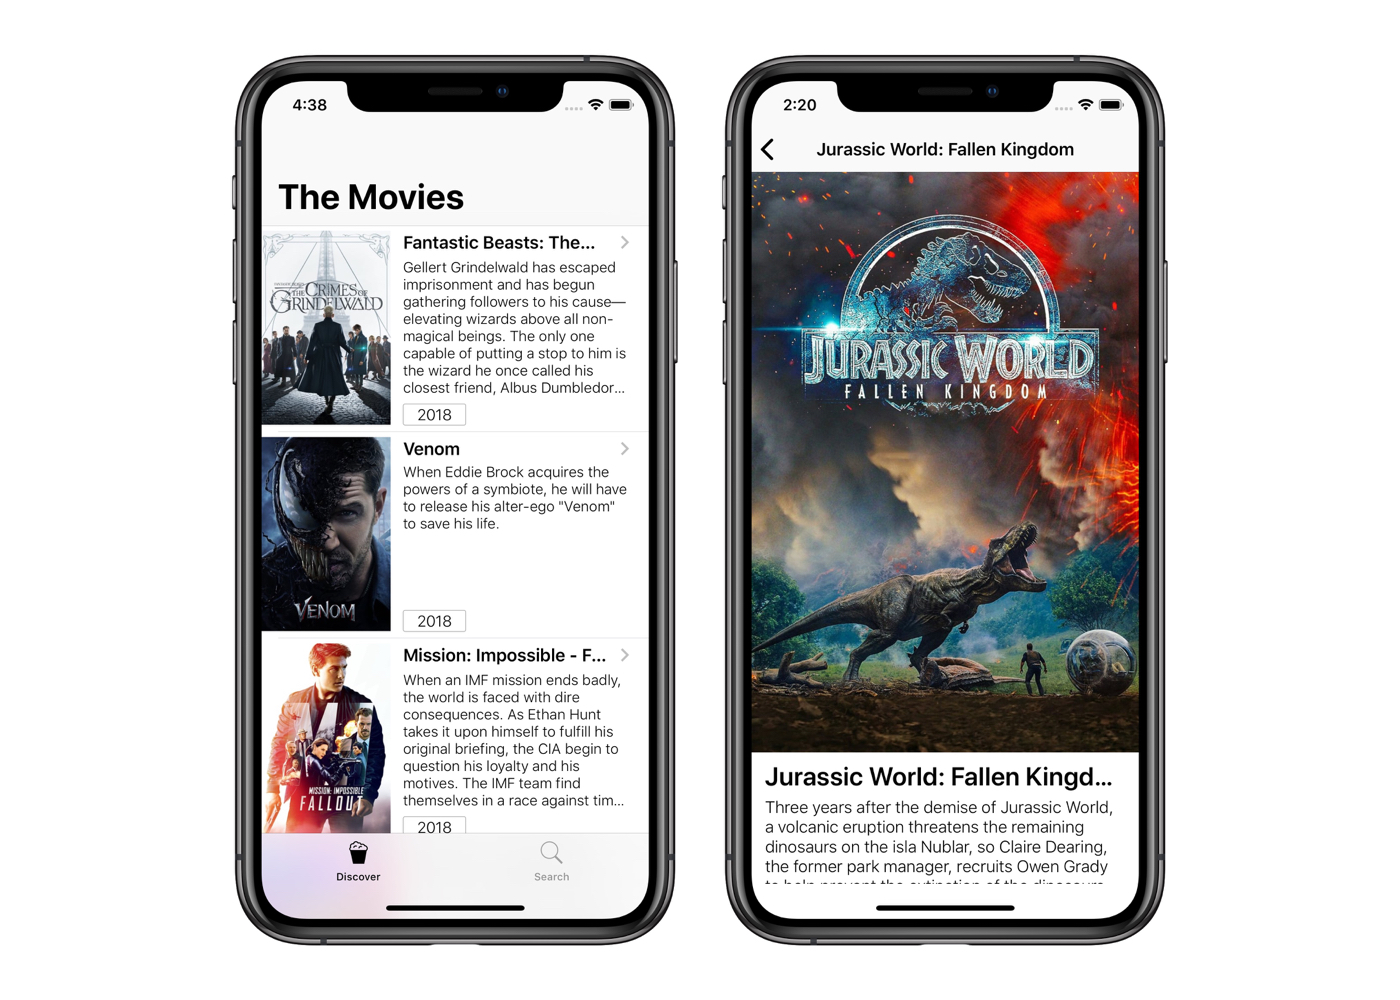 4:38
The Movies
THE CRIMES OF
GRINDELWALD
Fantastic Beasts: The...
Gellert Grindelwald has escaped
imprisonment and has begun
gathering followers to his cause—
elevating wizards above all non-
magical beings. The only one
capable of putting a stop to him is
the wizard he once called his
closest friend, Albus Dumbledor...
2018
VENOM
Venom
When Eddie Brock acquires the
powers of a symbiote, he will have
to release his alter-ego "Venom"
to save his life.
2018
MISSION: IMPOSSIBLE
FALLOUT
Mission: Impossible - F...
When an IMF mission ends badly,
the world is faced with dire
consequences. As Ethan Hunt
takes it upon himself to fulfill his
original briefing, the CIA begin to
question his loyalty and his
motives. The IMF team find
themselves in a race against tim...
2018
Discover
Search
2:20
Jurassic World: Fallen Kingdom
JURASSIC WORLD
FALLEN KINGDOM
Jurassic World: Fallen Kingd...
Three years after the demise of Jurassic World,
a volcanic eruption threatens the remaining
dinosaurs on the isla Nublar, so Claire Dearing,
the former park manager, recruits Owen Grady
to help prevent the extinction of the dinosaurs